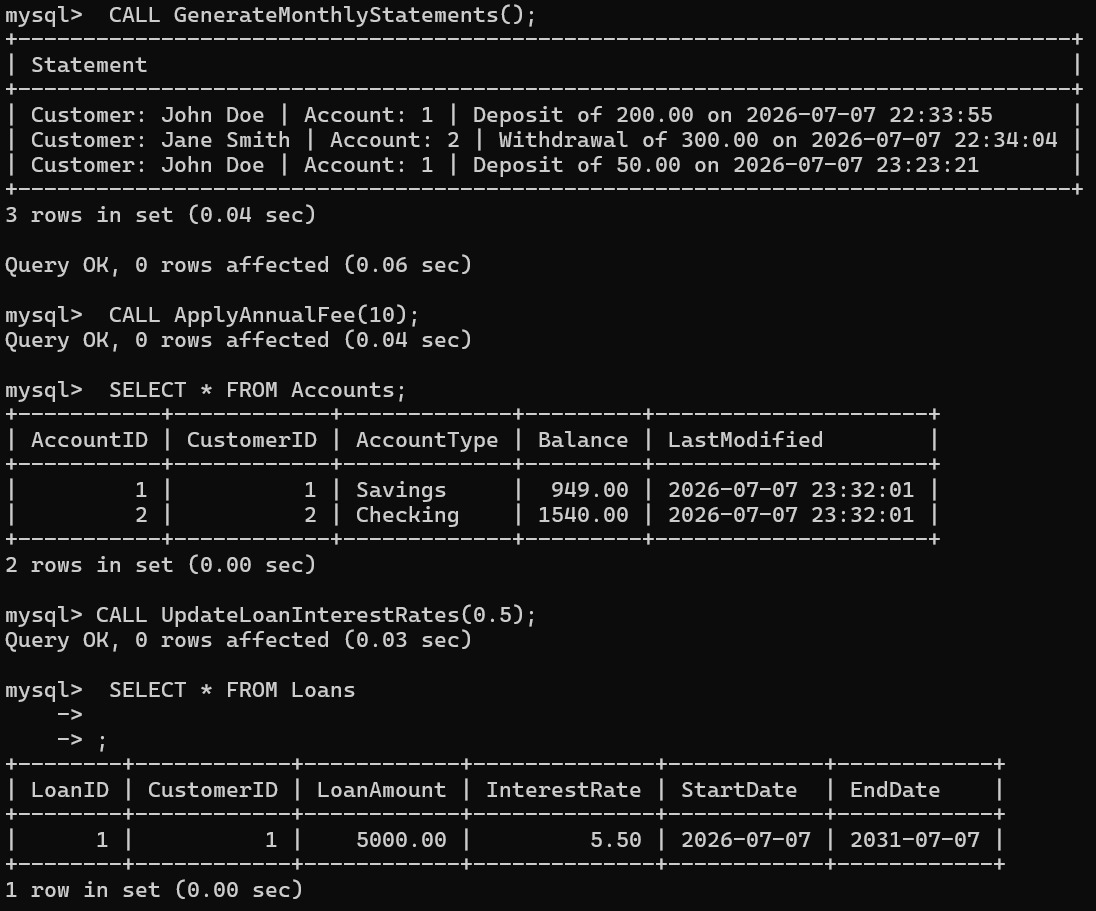 mysql>  CALL GenerateMonthlyStatements();
+---------------------------------------------------------------------------------+
| Statement                                                                       |
+---------------------------------------------------------------------------------+
| Customer: John Doe | Account: 1 | Deposit of 200.00 on 2026-07-07 22:33:55      |
| Customer: Jane Smith | Account: 2 | Withdrawal of 300.00 on 2026-07-07 22:34:04 |
| Customer: John Doe | Account: 1 | Deposit of 50.00 on 2026-07-07 23:23:21       |
+---------------------------------------------------------------------------------+
3 rows in set (0.04 sec)

Query OK, 0 rows affected (0.06 sec)

mysql>  CALL ApplyAnnualFee(10);
Query OK, 0 rows affected (0.04 sec)

mysql>  SELECT * FROM Accounts;
+-----------+------------+-------------+---------+---------------------+
| AccountID | CustomerID | AccountType | Balance | LastModified        |
+-----------+------------+-------------+---------+---------------------+
|         1 |          1 | Savings     |  949.00 | 2026-07-07 23:32:01 |
|         2 |          2 | Checking    | 1540.00 | 2026-07-07 23:32:01 |
+-----------+------------+-------------+---------+---------------------+
2 rows in set (0.00 sec)

mysql> CALL UpdateLoanInterestRates(0.5);
Query OK, 0 rows affected (0.03 sec)

mysql>  SELECT * FROM Loans
    ->
    -> ;
+--------+------------+------------+--------------+------------+------------+
| LoanID | CustomerID | LoanAmount | InterestRate | StartDate  | EndDate    |
+--------+------------+------------+--------------+------------+------------+
|      1 |          1 |    5000.00 |         5.50 | 2026-07-07 | 2031-07-07 |
+--------+------------+------------+--------------+------------+------------+
1 row in set (0.00 sec)